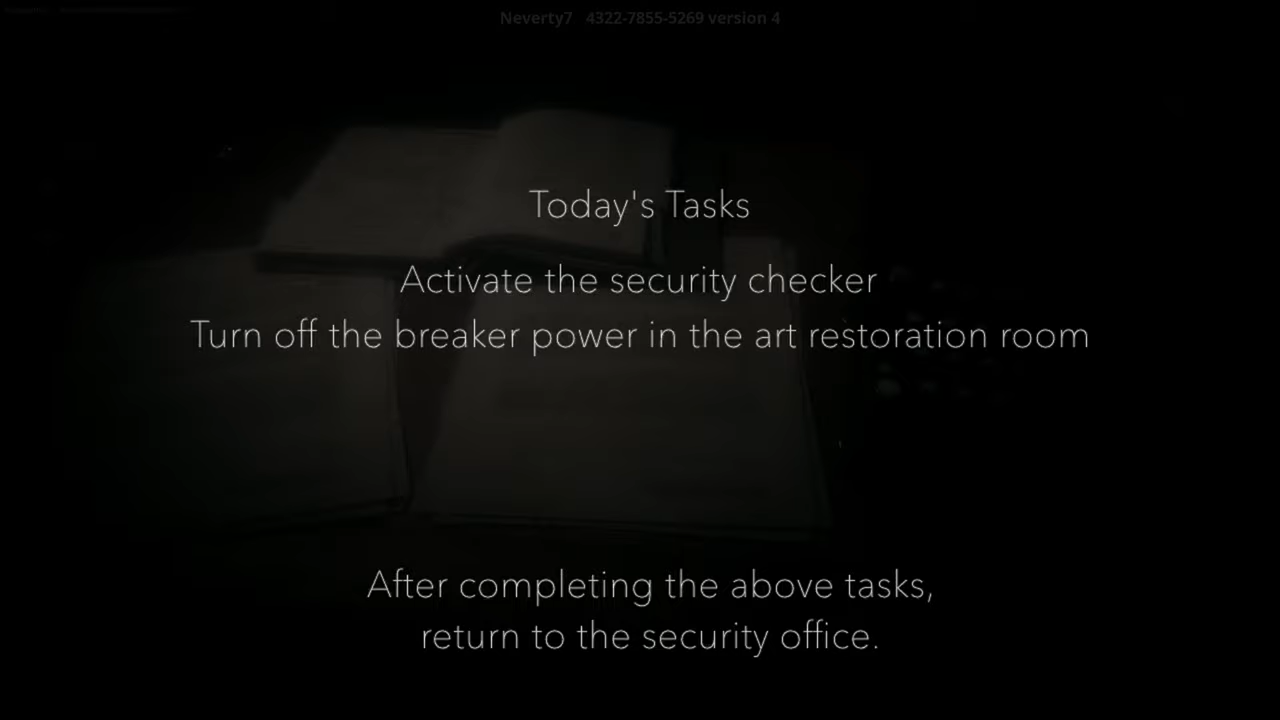 Neverty7 4322-7855-5269 version 4
Today's Tasks
Activate the security checker
Turn off the breaker power in the art restoration room
After completing the above tasks,
return to the security office.